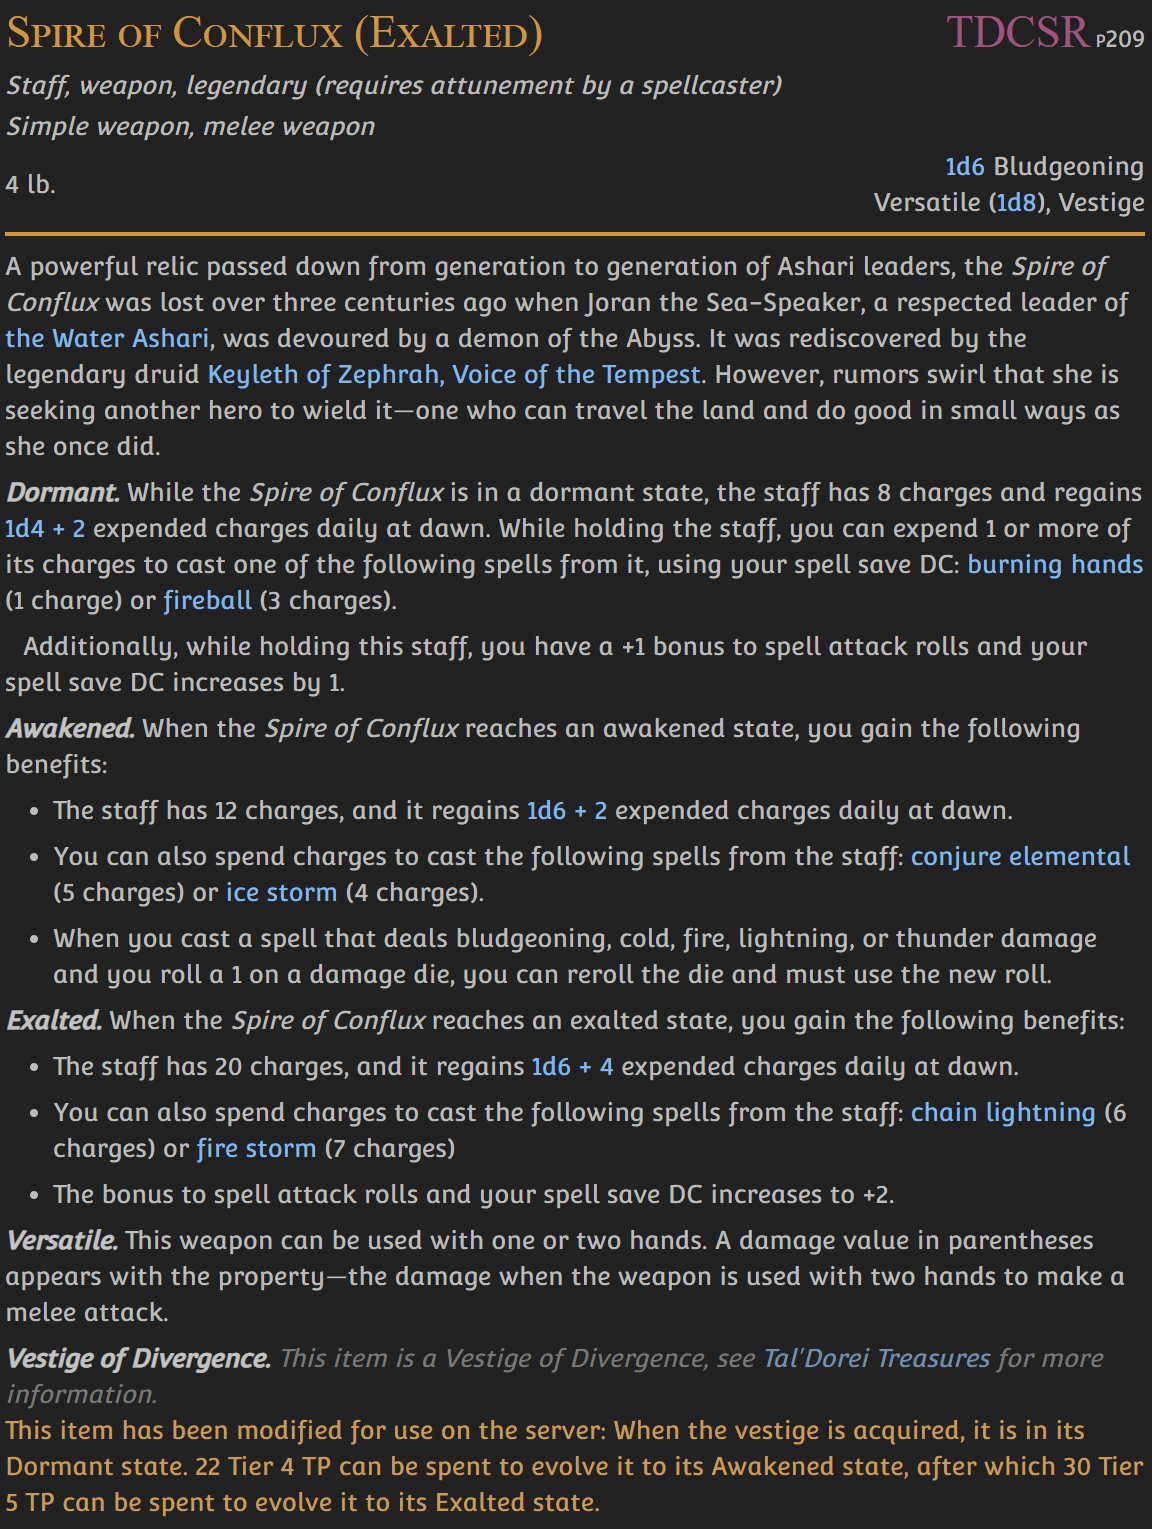 Spire of Conflux (Exalted) TDCSR P209
Staff, weapon, legendary (requires attunement by a spellcaster)
Simple weapon, melee weapon
4 lb.
1d6 Bludgeoning
Versatile (1d8), Vestige
A powerful relic passed down from generation to generation of Ashari leaders, the Spire of
Conflux was lost over three centuries ago when Joran the Sea-Speaker, a respected leader of
the Water Ashari, was devoured by a demon of the Abyss. It was rediscovered by the
legendary druid Keyleth of Zephrah, Voice of the Tempest. However, rumors swirl that she is
seeking another hero to wield it—one who can travel the land and do good in small ways as
she once did.
Dormant. While the Spire of Conflux is in a dormant state, the staff has 8 charges and regains
1d4 + 2 expended charges daily at dawn. While holding the staff, you can expend 1 or more of
its charges to cast one of the following spells from it, using your spell save DC: burning hands
(1 charge) or fireball (3 charges).
Additionally, while holding this staff, you have a +1 bonus to spell attack rolls and your
spell save DC increases by 1.
Awakened. When the Spire of Conflux reaches an awakened state, you gain the following
benefits:
• The staff has 12 charges, and it regains 1d6 + 2 expended charges daily at dawn.
• You can also spend charges to cast the following spells from the staff: conjure elemental
(5 charges) or ice storm (4 charges).
• When you cast a spell that deals bludgeoning, cold, fire, lightning, or thunder damage
and you roll a 1 on a damage die, you can reroll the die and must use the new roll.
Exalted. When the Spire of Conflux reaches an exalted state, you gain the following benefits:
• The staff has 20 charges, and it regains 1d6 + 4 expended charges daily at dawn.
• You can also spend charges to cast the following spells from the staff: chain lightning (6
charges) or fire storm (7 charges)
• The bonus to spell attack rolls and your spell save DC increases to +2.
Versatile. This weapon can be used with one or two hands. A damage value in parentheses
appears with the property—the damage when the weapon is used with two hands to make a
melee attack.
Vestige of Divergence. This item is a Vestige of Divergence, see Tal'Dorei Treasures for more
information.
This item has been modified for use on the server: When the vestige is acquired, it is in its
Dormant state. 22 Tier 4 TP can be spent to evolve it to its Awakened state, after which 30 Tier
5 TP can be spent to evolve it to its Exalted state.